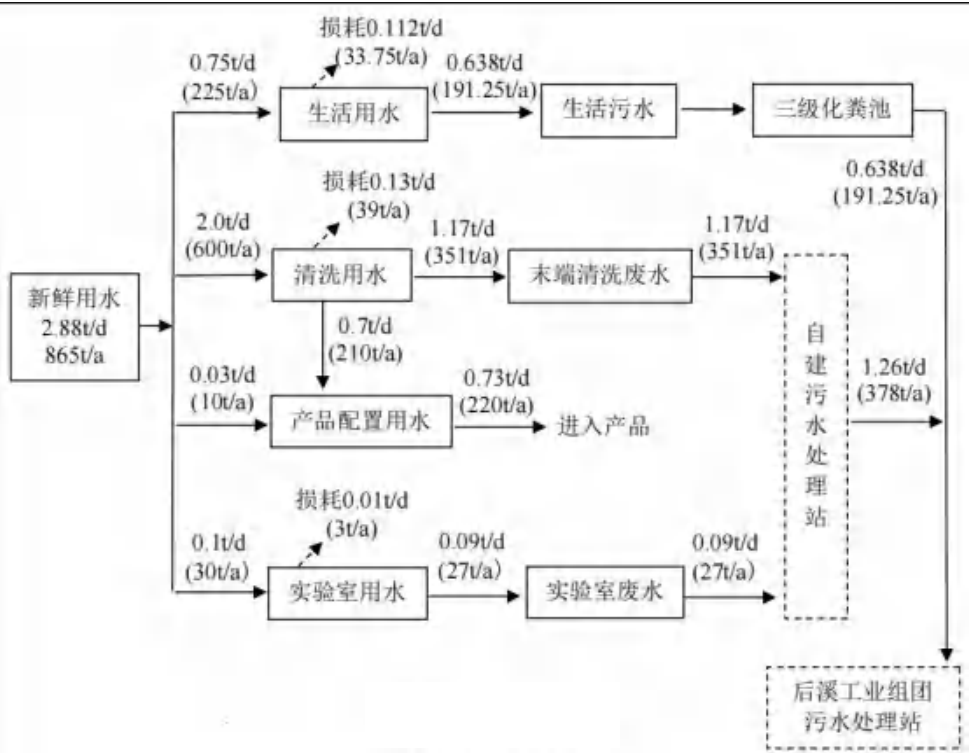 损耗0.112t/d
(33.75t/a)
0.75t/d
(225t/a)
生活用水
0.638t/d
(191.25t/a)
生活污水
三级化粪池
0.638t/d
(191.25t/a)
损耗0.13t/d
(39t/a)
2.0t/d
(600t/a)
清洗用水
1.17t/d
(351t/a)
末端清洗废水
1.17t/d
(351t/a)
新鲜用水
2.88t/d
865t/a
0.7t/d
(210t/a)
0.03t/d
(10t/a)
产品配置用水
0.73t/d
(220t/a)
进入产品
自建污水处理站
1.26t/d
(378t/a)
损耗0.01t/d
(3t/a)
0.1t/d
(30t/a)
实验室用水
0.09t/d
(27t/a)
实验室废水
0.09t/d
(27t/a)
后溪工业组团
污水处理站